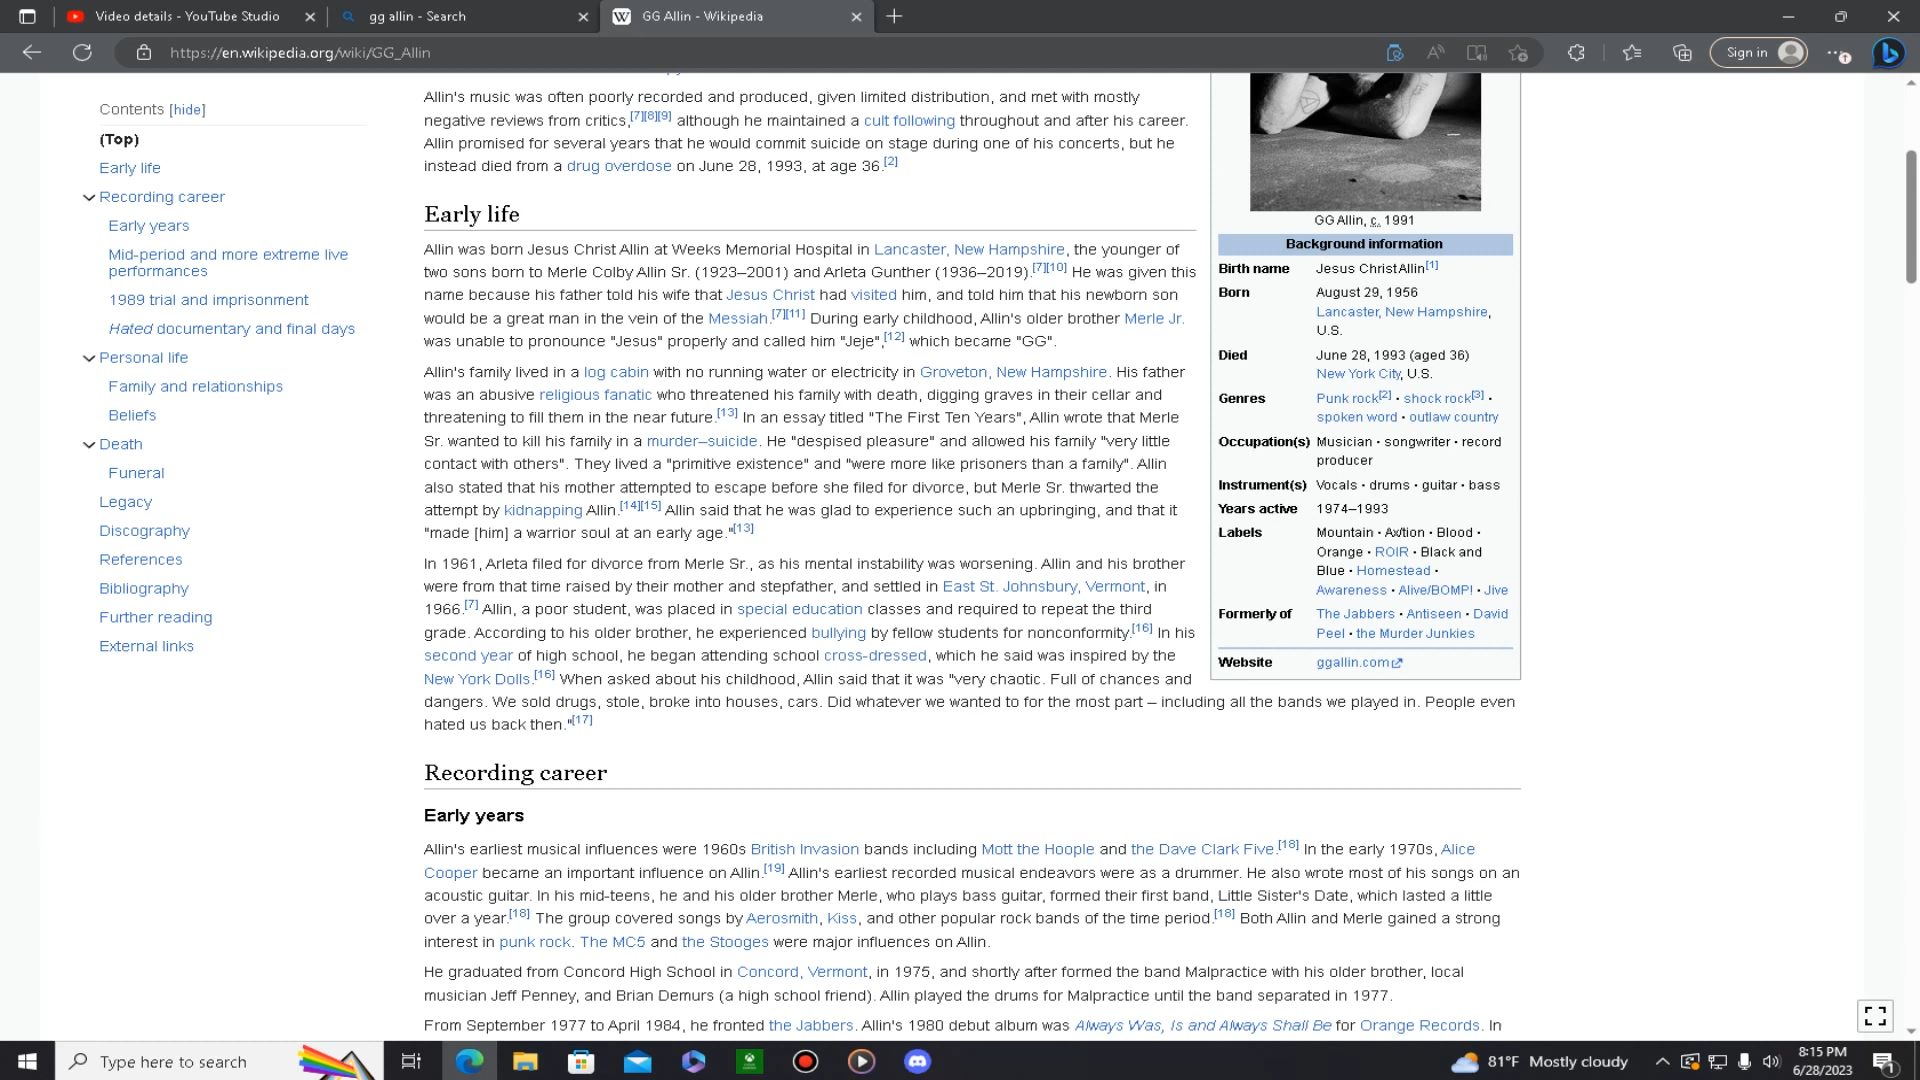 Video details - YouTube Studio
gg allin - Search
GG Allin - Wikipedia
https://en.wikipedia.org/wiki/GG_Allin
Sign in
Contents [hide]
(Top)
Early life
Recording career
Early years
Mid-period and more extreme live
performances
1989 trial and imprisonment
Hated documentary and final days
Personal life
Family and relationships
Beliefs
Death
Funeral
Legacy
Discography
References
Bibliography
Further reading
External links
Allin's music was often poorly recorded and produced, given limited distribution, and met with mostly
negative reviews from critics,[7][8][9] although he maintained a cult following throughout and after his career.
Allin promised for several years that he would commit suicide on stage during one of his concerts, but he
instead died from a drug overdose on June 28, 1993, at age 36.[2]
Early life
Allin was born Jesus Christ Allin at Weeks Memorial Hospital in Lancaster, New Hampshire, the younger of
two sons born to Merle Colby Allin Sr. (1923–2001) and Arleta Gunther (1936–2019).[7][10] He was given this
name because his father told his wife that Jesus Christ had visited him, and told him that his newborn son
would be a great man in the vein of the Messiah.[7][11] During early childhood, Allin's older brother Merle Jr.
was unable to pronounce "Jesus" properly and called him "Jeje",[12] which became "GG".
Allin's family lived in a log cabin with no running water or electricity in Groveton, New Hampshire. His father
was an abusive religious fanatic who threatened his family with death, digging graves in their cellar and
threatening to fill them in the near future.[13] In an essay titled "The First Ten Years", Allin wrote that Merle
Sr. wanted to kill his family in a murder–suicide. He "despised pleasure" and allowed his family "very little
contact with others". They lived a "primitive existence" and "were more like prisoners than a family". Allin
also stated that his mother attempted to escape before she filed for divorce, but Merle Sr. thwarted the
attempt by kidnapping Allin.[14][15] Allin said that he was glad to experience such an upbringing, and that it
"made [him] a warrior soul at an early age."[13]
In 1961, Arleta filed for divorce from Merle Sr., as his mental instability was worsening. Allin and his brother
were from that time raised by their mother and stepfather, and settled in East St. Johnsbury, Vermont, in
1966.[7] Allin, a poor student, was placed in special education classes and required to repeat the third
grade. According to his older brother, he experienced bullying by fellow students for nonconformity.[16] In his
second year of high school, he began attending school cross-dressed, which he said was inspired by the
New York Dolls.[16] When asked about his childhood, Allin said that it was "very chaotic. Full of chances and
dangers. We sold drugs, stole, broke into houses, cars. Did whatever we wanted to for the most part – including all the bands we played in. People even
hated us back then."[17]
GG Allin, c. 1991
Background information
Birth name Jesus Christ Allin[1]
Born August 29, 1956
Lancaster, New Hampshire,
U.S.
Died June 28, 1993 (aged 36)
New York City, U.S.
Genres Punk rock[2] • shock rock[3] •
spoken word • outlaw country
Occupation(s) Musician • songwriter • record
producer
Instrument(s) Vocals • drums • guitar • bass
Years active 1974–1993
Labels Mountain • Ax/tion • Blood •
Orange • ROIR • Black and
Blue • Homestead •
Awareness • Alive/BOMP! • Jive
Formerly of The Jabbers • Antiseen • David
Peel • the Murder Junkies
Website ggallin.com
Recording career
Early years
Allin's earliest musical influences were 1960s British Invasion bands including Mott the Hoople and the Dave Clark Five.[18] In the early 1970s, Alice
Cooper became an important influence on Allin.[19] Allin's earliest recorded musical endeavors were as a drummer. He also wrote most of his songs on an
acoustic guitar. In his mid-teens, he and his older brother Merle, who plays bass guitar, formed their first band, Little Sister's Date, which lasted a little
over a year.[18] The group covered songs by Aerosmith, Kiss, and other popular rock bands of the time period.[18] Both Allin and Merle gained a strong
interest in punk rock. The MC5 and the Stooges were major influences on Allin.
He graduated from Concord High School in Concord, Vermont, in 1975, and shortly after formed the band Malpractice with his older brother, local
musician Jeff Penney, and Brian Demurs (a high school friend). Allin played the drums for Malpractice until the band separated in 1977.
From September 1977 to April 1984, he fronted the Jabbers. Allin's 1980 debut album was Always Was, Is and Always Shall Be for Orange Records. In
Type here to search
81°F Mostly cloudy
8:15 PM
6/28/2023
1